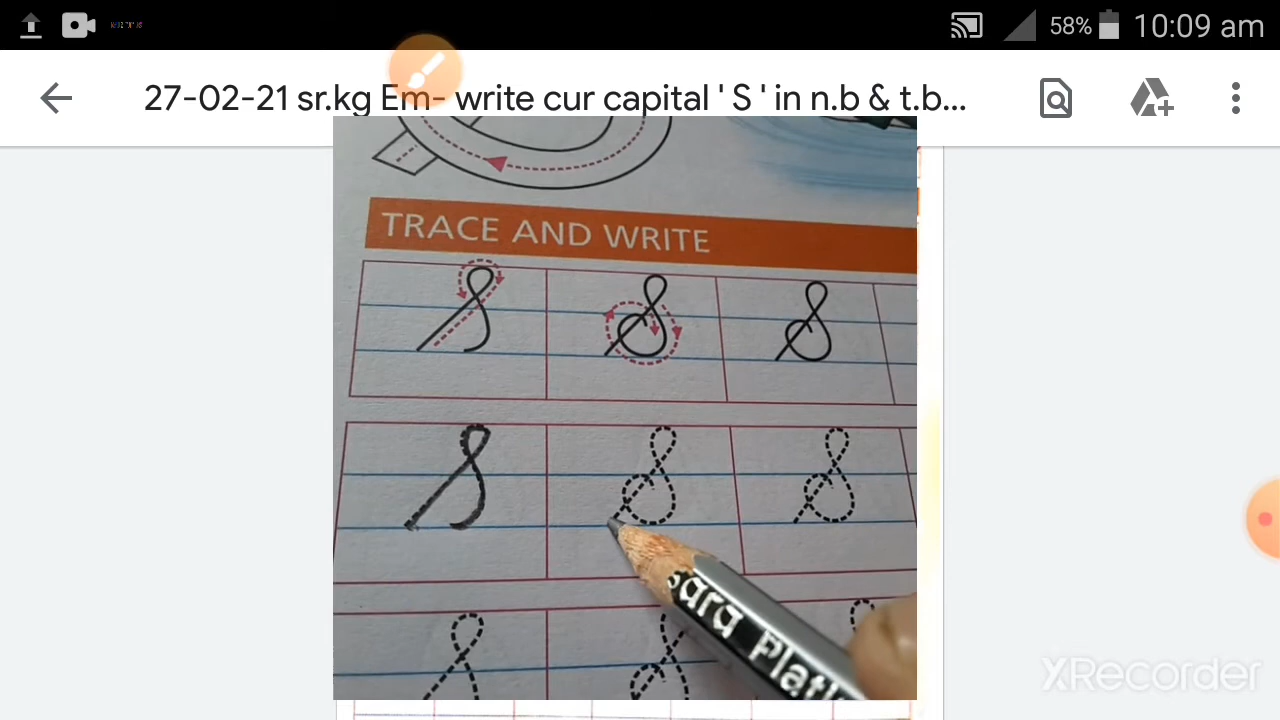 58% 10:09 am
27-02-21 sr.kg Em- write cur capital ' S ' in n.b & t.b...
TRACE AND WRITE
S S S
S S S
XRecorder